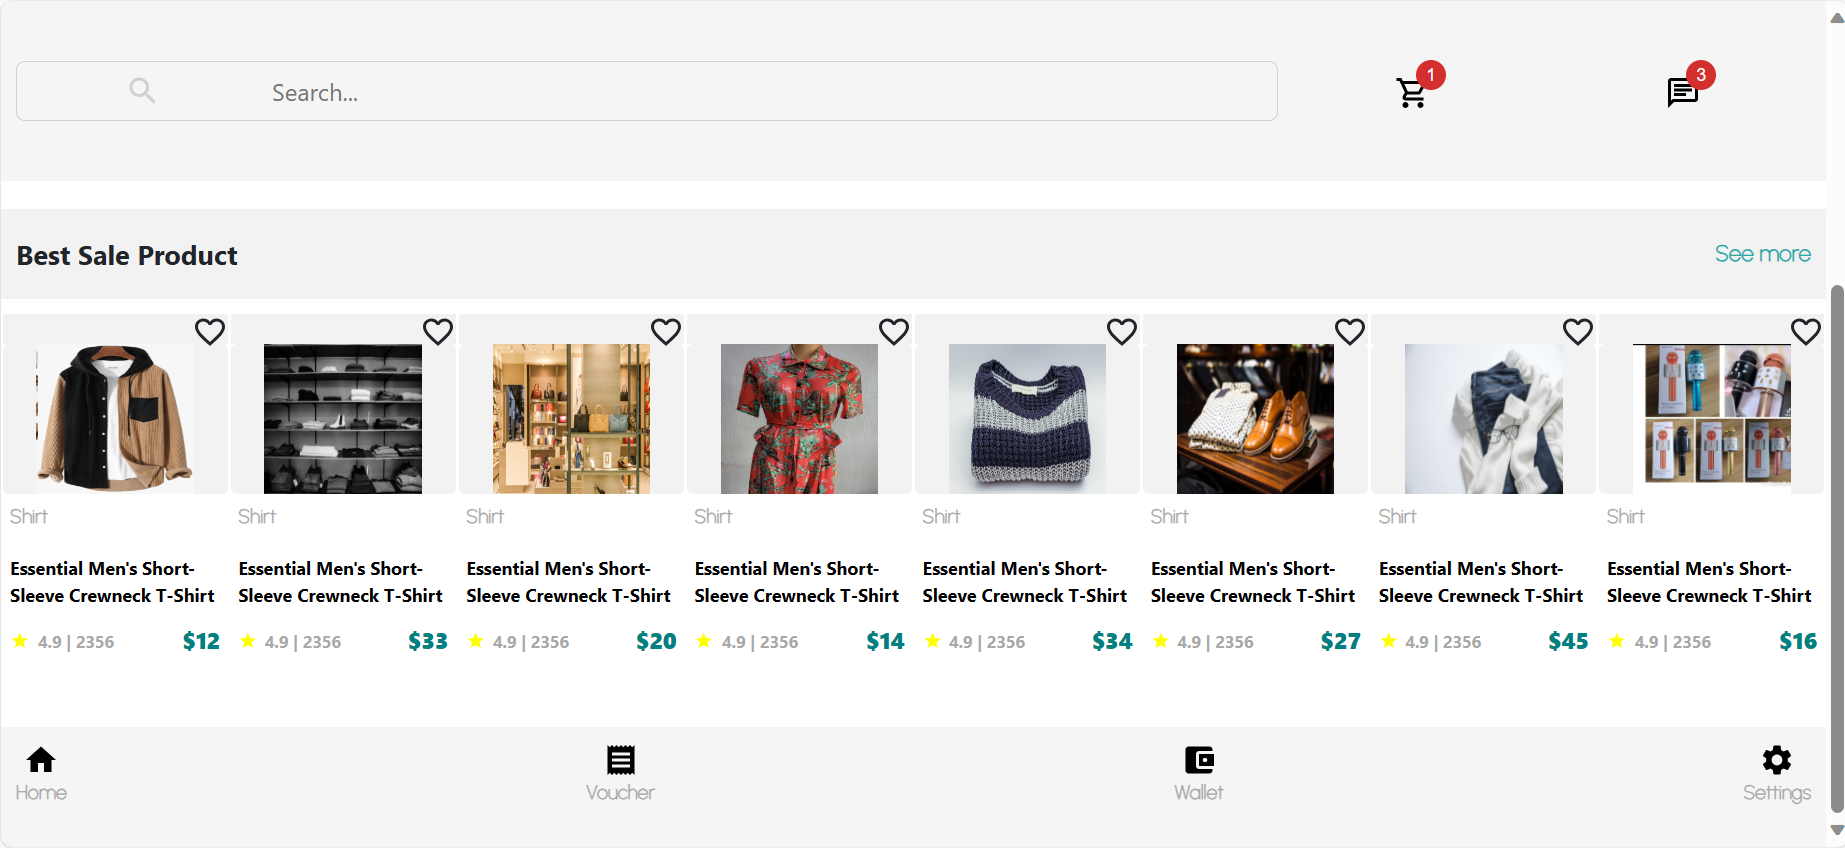 Search...
1
3
Best Sale Product
See more
Shirt
Essential Men's Short-
Sleeve Crewneck T-Shirt
4.9 | 2356
$12
Shirt
Essential Men's Short-
Sleeve Crewneck T-Shirt
4.9 | 2356
$33
Shirt
Essential Men's Short-
Sleeve Crewneck T-Shirt
4.9 | 2356
$20
Shirt
Essential Men's Short-
Sleeve Crewneck T-Shirt
4.9 | 2356
$14
Shirt
Essential Men's Short-
Sleeve Crewneck T-Shirt
4.9 | 2356
$34
Shirt
Essential Men's Short-
Sleeve Crewneck T-Shirt
4.9 | 2356
$27
Shirt
Essential Men's Short-
Sleeve Crewneck T-Shirt
4.9 | 2356
$45
Shirt
Essential Men's Short-
Sleeve Crewneck T-Shirt
4.9 | 2356
$16
Home
Voucher
Wallet
Settings